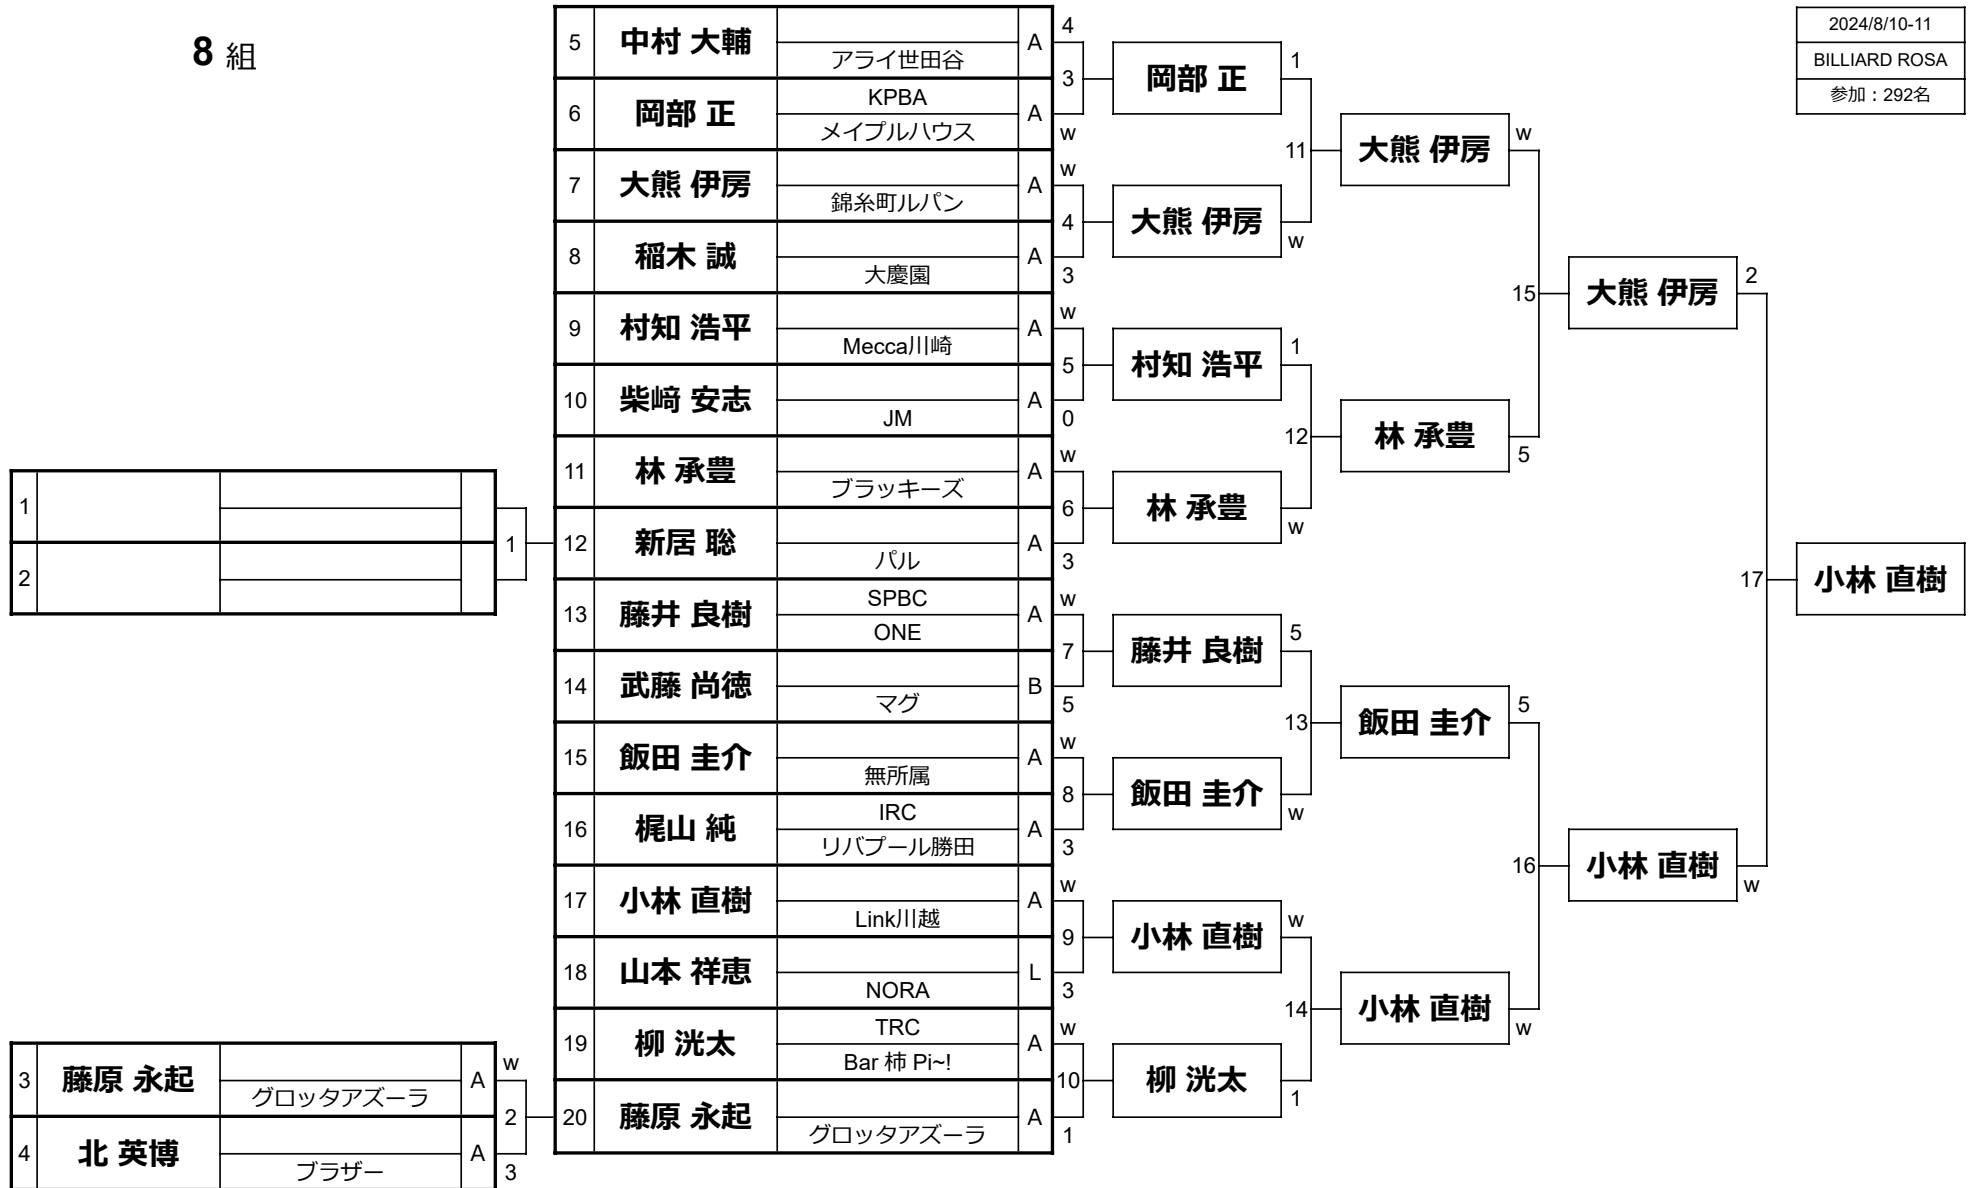 8 組
2024/8/10-11
BILLIARD ROSA
参加：292名
5 中村 大輔 アライ世田谷 A 4
3
6 岡部 正 KPBA メイプルハウス A w
7 大熊 伊房 錦糸町ルパン A w
4
8 稲木 誠 大慶園 A 3
9 村知 浩平 Mecca川崎 A w
5
10 柴﨑 安志 JM A 0
11 林 承豊 ブラッキーズ A w
6
12 新居 聡 パル A 3
13 藤井 良樹 SPBC ONE A w
7
14 武藤 尚徳 マグ B 5
15 飯田 圭介 無所属 A w
8
16 梶山 純 IRC リバプール勝田 A 3
17 小林 直樹 Link川越 A w
9
18 山本 祥恵 NORA L 3
19 柳 洸太 TRC Bar 柿 Pi~! A w
10
20 藤原 永起 グロッタアズーラ A 1
1
1
2
3 藤原 永起 グロッタアズーラ A w
2
4 北 英博 ブラザー A 3
岡部 正 1
11
大熊 伊房 w
村知 浩平 1
12
林 承豊 w
藤井 良樹 5
13
飯田 圭介 w
小林 直樹 w
14
柳 洸太 1
大熊 伊房 w
15
林 承豊 5
飯田 圭介 5
16
小林 直樹 w
大熊 伊房 2
17
小林 直樹 w
小林 直樹